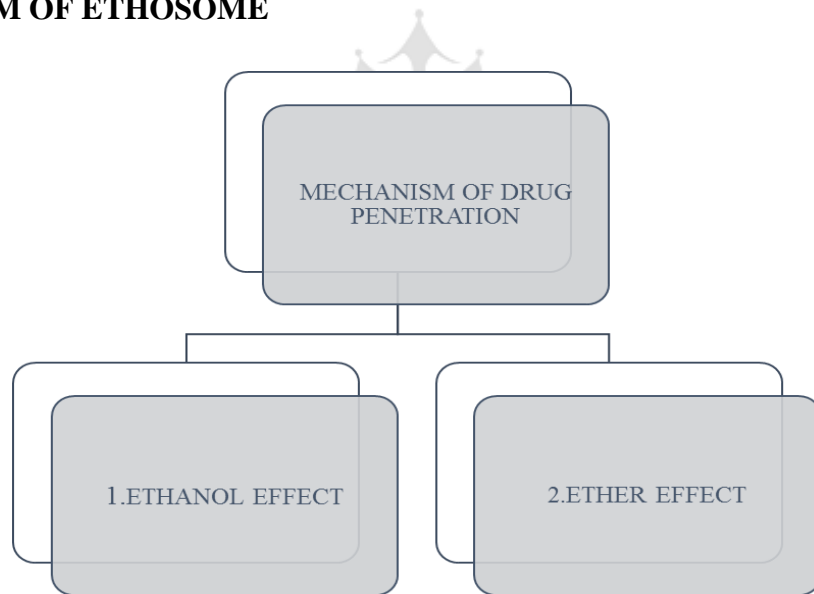 M OF ETHOSOME
MECHANISM OF DRUG
PENETRATION
1.ETHANOL EFFECT
2.ETHER EFFECT